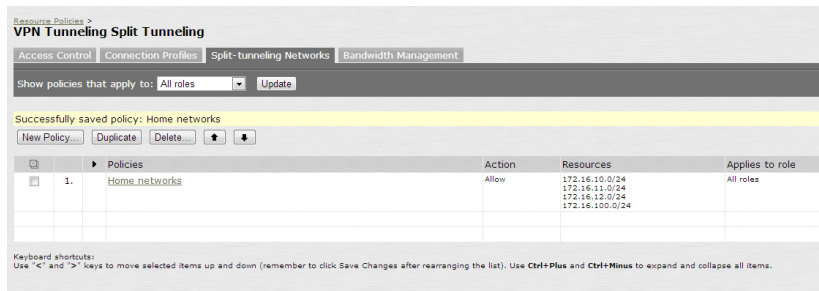 Resource Policies >
VPN Tunneling Split Tunneling
Access Control Connection Profiles Split-tunneling Networks Bandwidth Management
Show policies that apply to: All roles Update
Successfully saved policy: Home networks
New Policy... Duplicate Delete...
Policies Action Resources Applies to role
1. Home networks Allow 172.16.10.0/24 All roles
172.16.11.0/24
172.16.12.0/24
172.16.100.0/24
Keyboard shortcuts:
Use "<" and ">" keys to move selected items up and down (remember to click Save Changes after rearranging the list). Use Ctrl+Plus and Ctrl+Minus to expand and collapse all items.